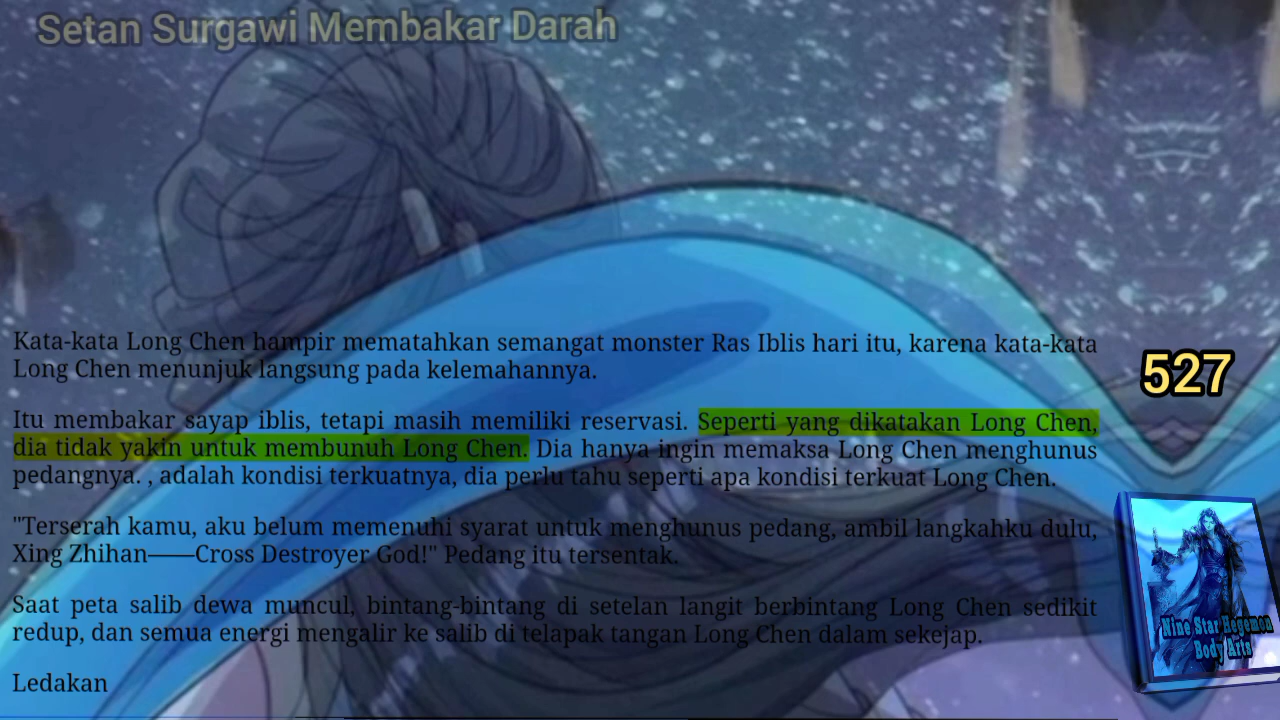 Setan Surgawi Membakar Darah
Kata-kata Long Chen hampir mematahkan semangat monster Ras Iblis hari itu, karena kata-kata
Long Chen menunjuk langsung pada kelemahannya.
Itu membakar sayap iblis, tetapi masih memiliki reservasi. Seperti yang dikatakan Long Chen,
dia tidak yakin untuk membunuh Long Chen. Dia hanya ingin memaksa Long Chen menghunus
pedangnya. , adalah kondisi terkuatnya, dia perlu tahu seperti apa kondisi terkuat Long Chen.
"Terserah kamu, aku belum memenuhi syarat untuk menghunus pedang, ambil langkahku dulu,
Xing Zhihan——Cross Destroyer God!" Pedang itu tersentak.
Saat peta salib dewa muncul, bintang-bintang di setelan langit berbintang Long Chen sedikit
redup, dan semua energi mengalir ke salib di telapak tangan Long Chen dalam sekejap.
Ledakan
527
Nine Star Hegemon
Body Arts